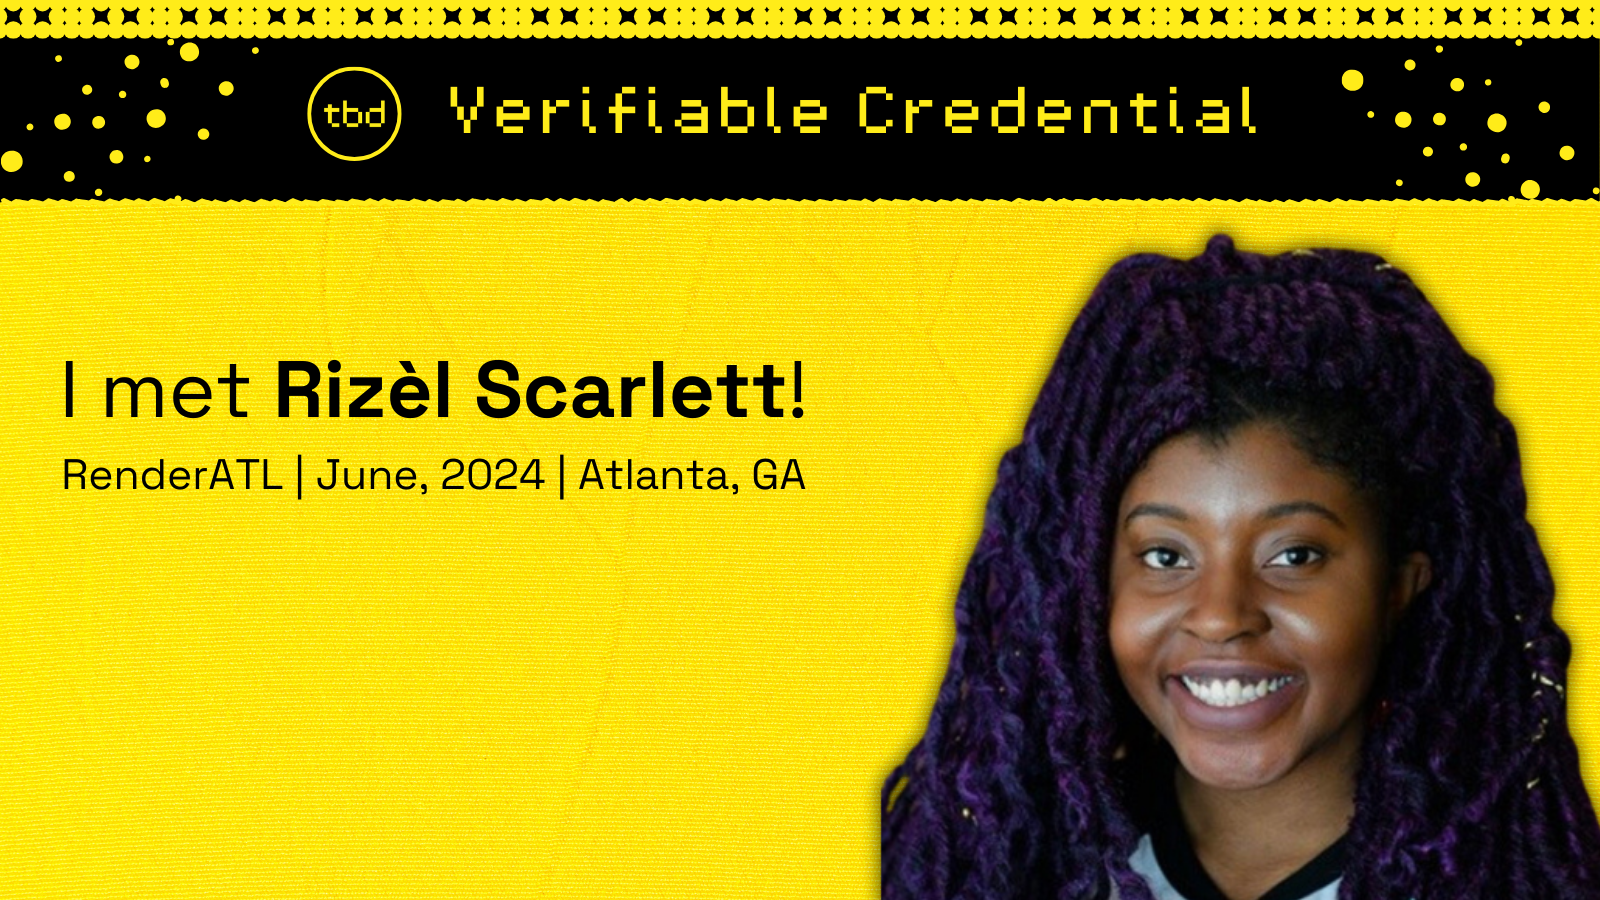 tbd Verifiable Credential
I met Rizèl Scarlett!
RenderATL | June, 2024 | Atlanta, GA